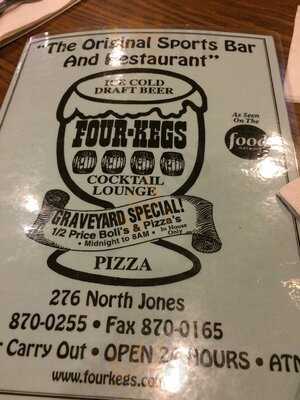 "The Original Sports Bar
And Restaurant"
ICE COLD
DRAFT BEER
As Seen
On The
food
FOUR-KEGS
COCKTAIL
LOUNGE
GRAVEYARD SPECIAL!
1/2 Price Boli's & Pizza's
• Midnight to 8AM • In House
Only
PIZZA
276 North Jones
870-0255 • Fax 870-0165
Carry Out • OPEN 24 HOURS • ATM
www.fourkegs.com